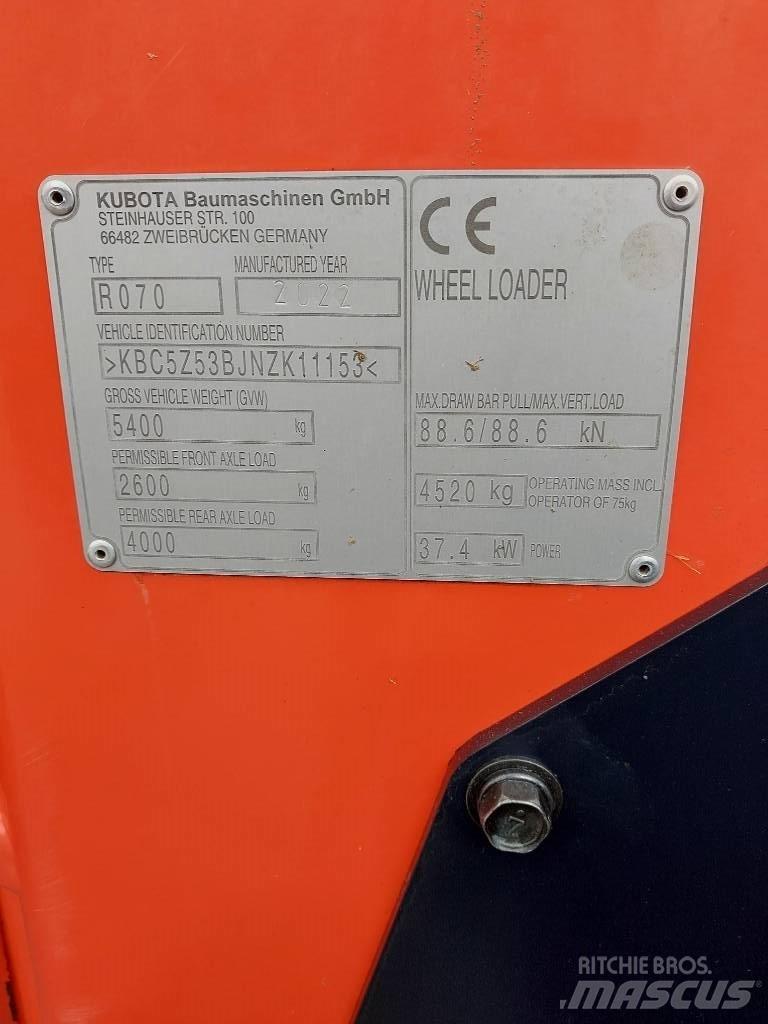 KUBOTA Baumaschinen GmbH
STEINHAUSER STR. 100
66482 ZWEIBRÜCKEN GERMANY
TYPE
MANUFACTURED YEAR
R070
2022
VEHICLE IDENTIFICATION NUMBER
>KBC5Z53BJNZK11153<
GROSS VEHICLE WEIGHT (GVW)
5400 kg
PERMISSIBLE FRONT AXLE LOAD
2600 kg
PERMISSIBLE REAR AXLE LOAD
4000 kg
CE
WHEEL LOADER
MAX.DRAW BAR PULL/MAX.VERT.LOAD
88.6/88.6 kN
4520 kg
OPERATING MASS INCL.
OPERATOR OF 75kg
37.4 kW POWER
7
RITCHIE BROS.
MASCUS